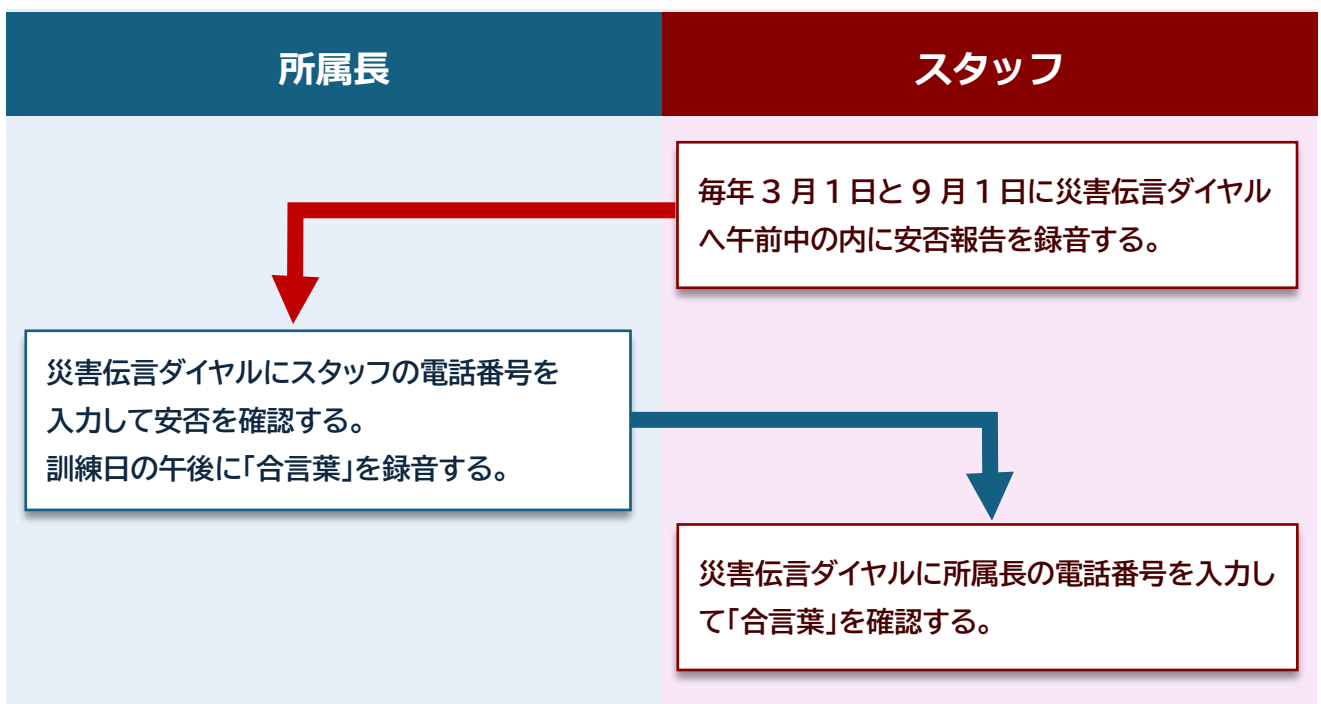 所属長
スタッフ
毎年3月1日と9月1日に災害伝言ダイヤル
へ午前中の内に安否報告を録音する。
災害伝言ダイヤルにスタッフの電話番号を
入力して安否を確認する。
訓練日の午後に「合言葉」を録音する。
災害伝言ダイヤルに所属長の電話番号を入力し
て「合言葉」を確認する。